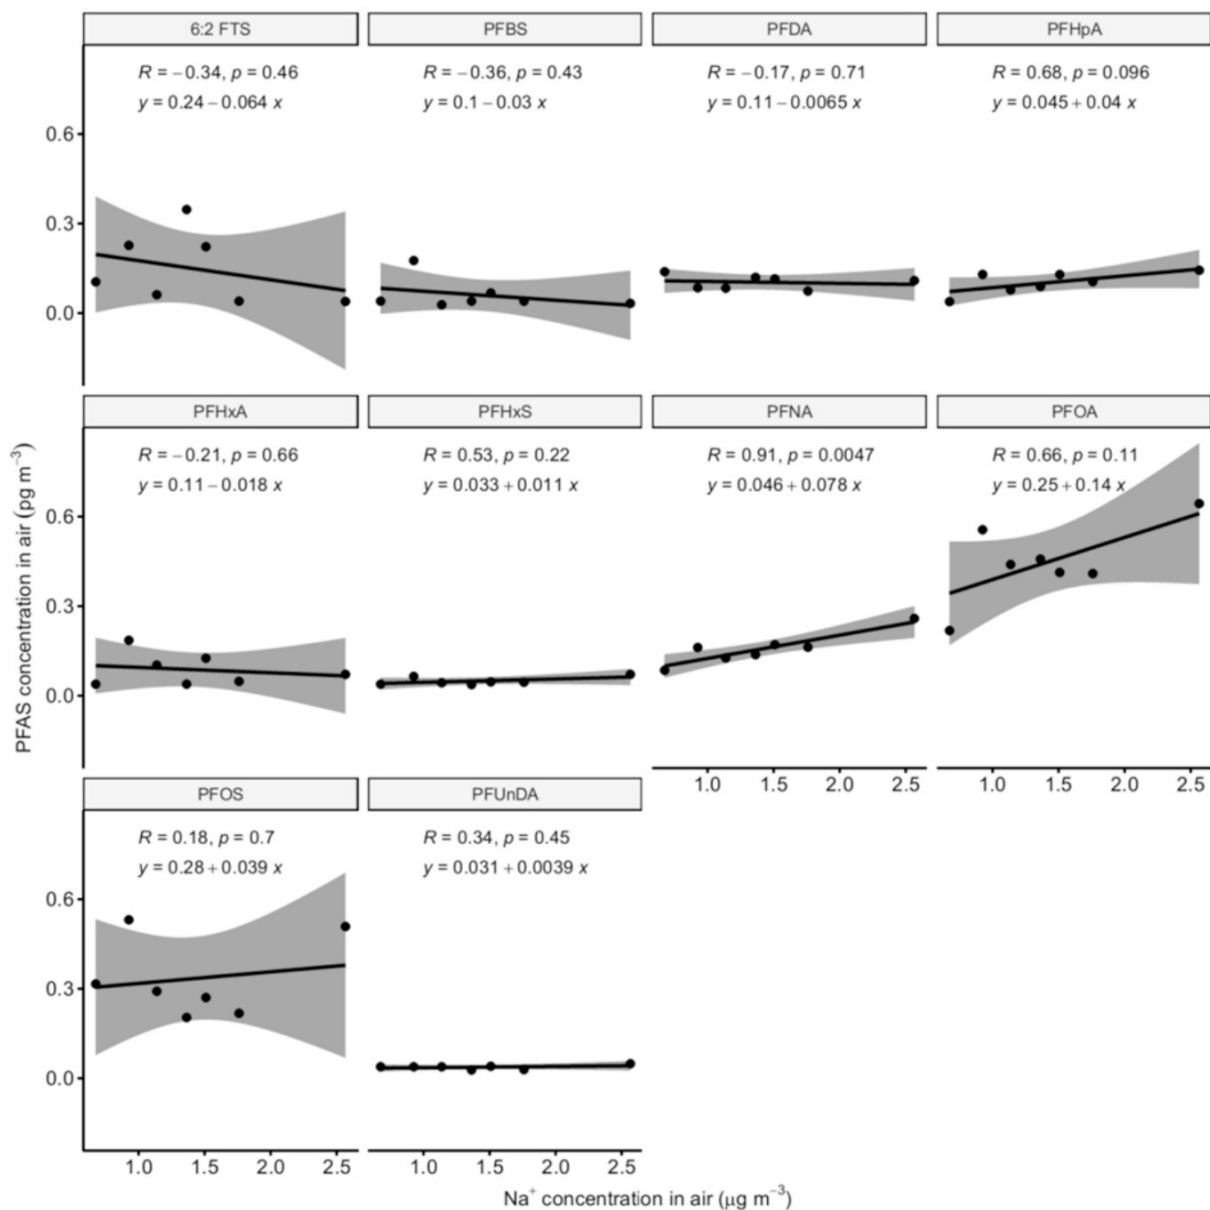 6:2 FTS
PFBS
PFDA
PFHpA
R = −0.34, p = 0.46
y = 0.24 − 0.064 x
R = −0.36, p = 0.43
y = 0.1 − 0.03 x
R = −0.17, p = 0.71
y = 0.11 − 0.0065 x
R = 0.68, p = 0.096
y = 0.045 + 0.04 x
0.6
0.3
0.0
PFHxA
PFHxS
PFNA
PFOA
R = −0.21, p = 0.66
y = 0.11 − 0.018 x
R = 0.53, p = 0.22
y = 0.033 + 0.011 x
R = 0.91, p = 0.0047
y = 0.046 + 0.078 x
R = 0.66, p = 0.11
y = 0.25 + 0.14 x
0.6
0.3
0.0
1.0 1.5 2.0 2.5
1.0 1.5 2.0 2.5
PFOS
PFUnDA
R = 0.18, p = 0.7
y = 0.28 + 0.039 x
R = 0.34, p = 0.45
y = 0.031 + 0.0039 x
0.6
0.3
0.0
1.0 1.5 2.0 2.5
1.0 1.5 2.0 2.5
PFAS concentration in air (pg m⁻³)
Na⁺ concentration in air (μg m⁻³)